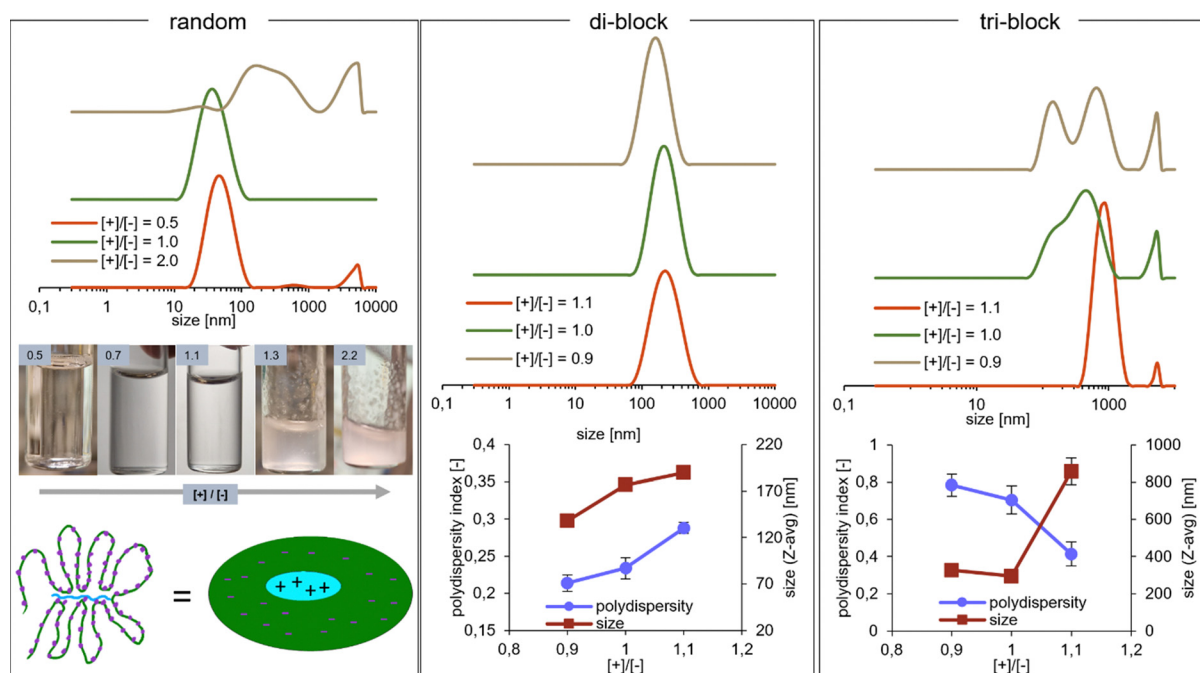 random
[+]/[-] = 0.5
[+]/[-] = 1.0
[+]/[-] = 2.0
0,1 1 10 100 1000 10000
size [nm]
0.5 0.7 1.1 1.3 2.2
[+] / [-]
=
+ + + +
- - - - - - - - - - - - - -
di-block
[+]/[-] = 1.1
[+]/[-] = 1.0
[+]/[-] = 0.9
0,1 1 10 100 1000 10000
size [nm]
polydispersity index [-]
0,4
0,35
0,3
0,25
0,2
0,15
220
170
120
70
20
size (Z-avg) [nm]
polydispersity
size
0,8 0,9 1 1,1 1,2
[+]/[-]
tri-block
[+]/[-] = 1.1
[+]/[-] = 1.0
[+]/[-] = 0.9
0,1 10 1000
size [nm]
polydispersity index [-]
1
0,8
0,6
0,4
0,2
0
1000
800
600
400
200
0
size (Z-avg) [nm]
polydispersity
size
0,8 0,9 1 1,1 1,2
[+]/[-]